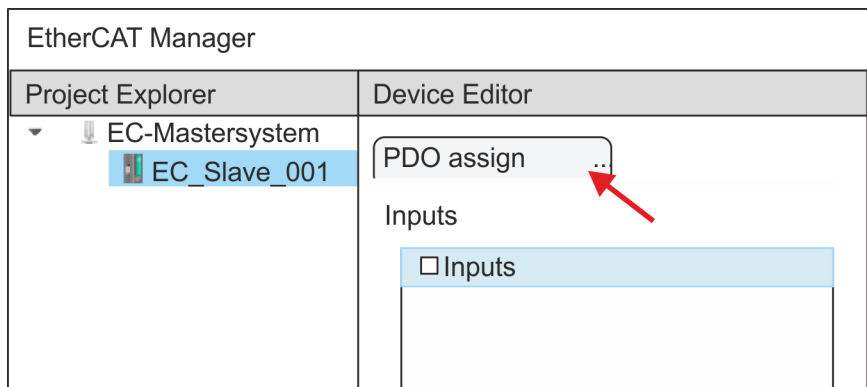 EtherCAT Manager
Project Explorer
Device Editor
EC-Mastersystem
EC_Slave_001
PDO assign ...
Inputs
Inputs